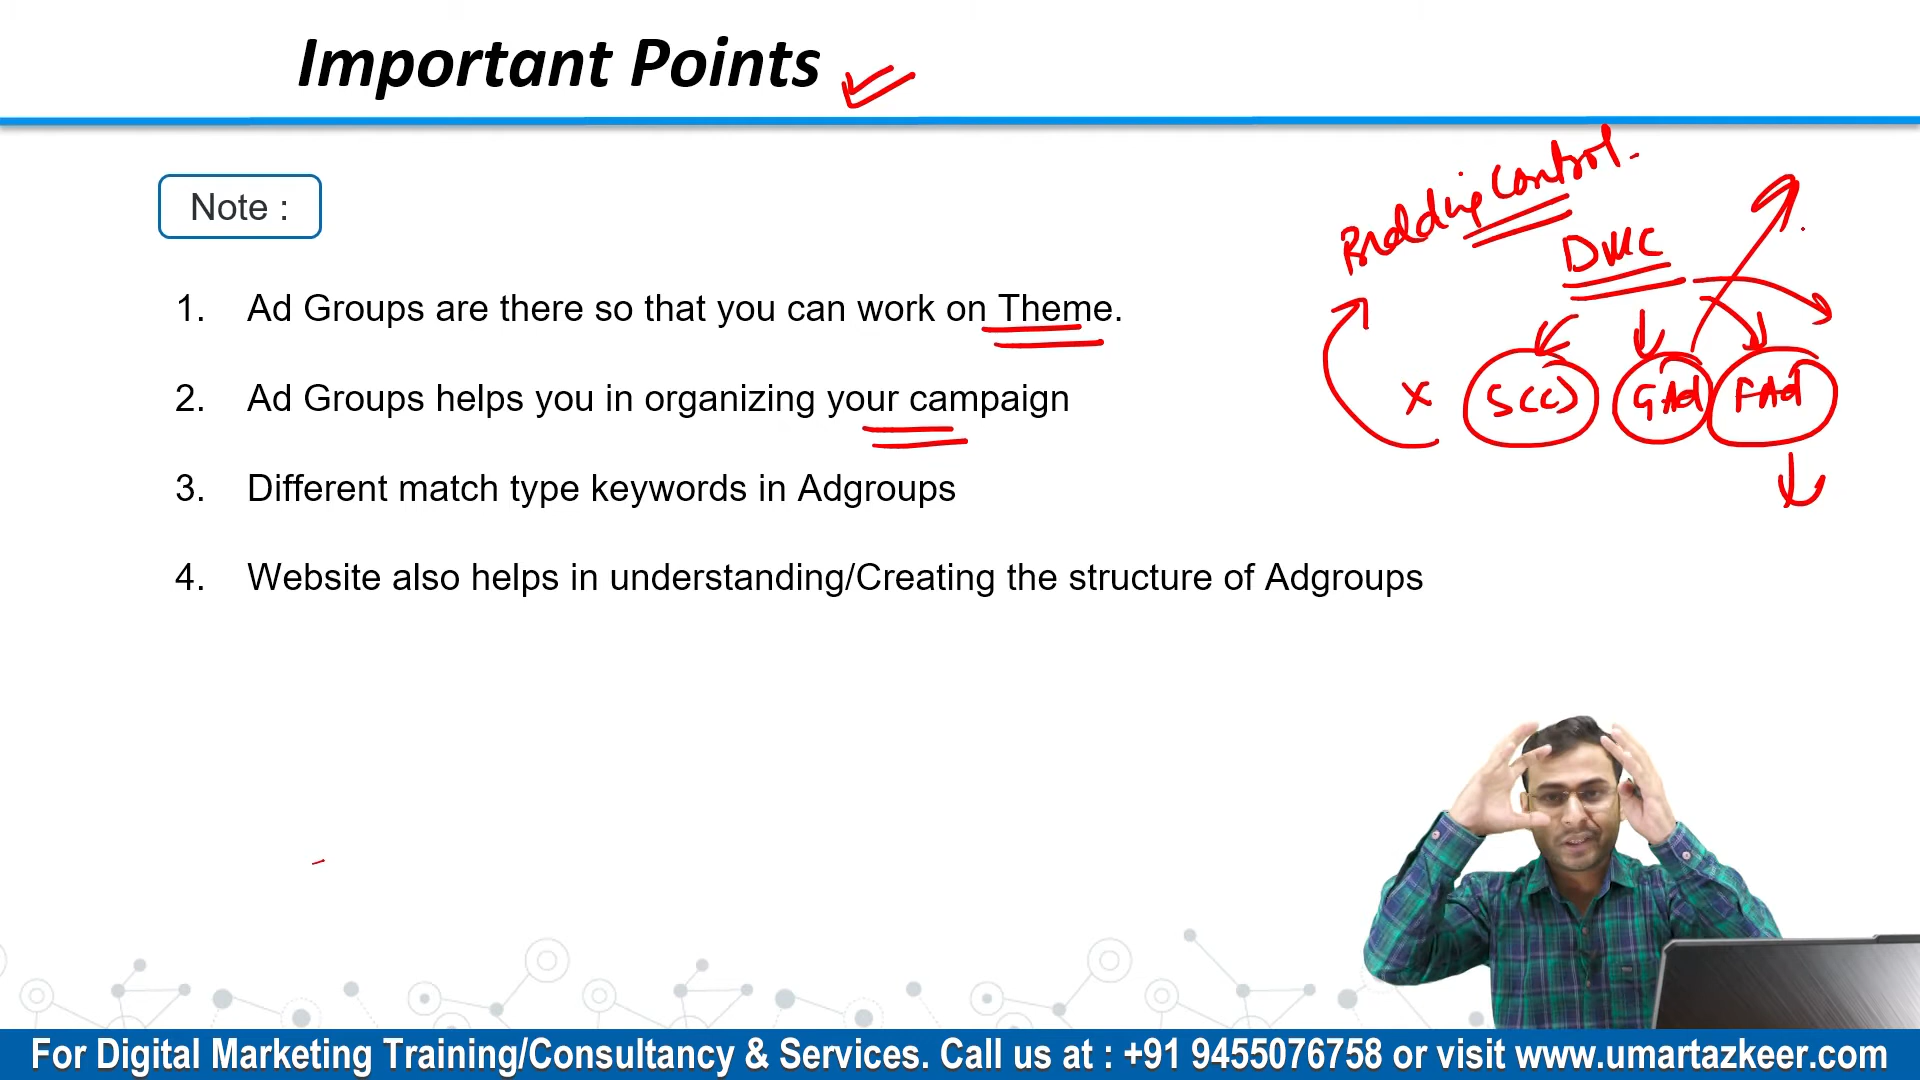 Important Points
Note :
1. Ad Groups are there so that you can work on Theme.
2. Ad Groups helps you in organizing your campaign
3. Different match type keywords in Adgroups
4. Website also helps in understanding/Creating the structure of Adgroups
Control.
DMC
X S(C) GAd FAd
For Digital Marketing Training/Consultancy & Services. Call us at : +91 9455076758 or visit www.umartazkeer.com